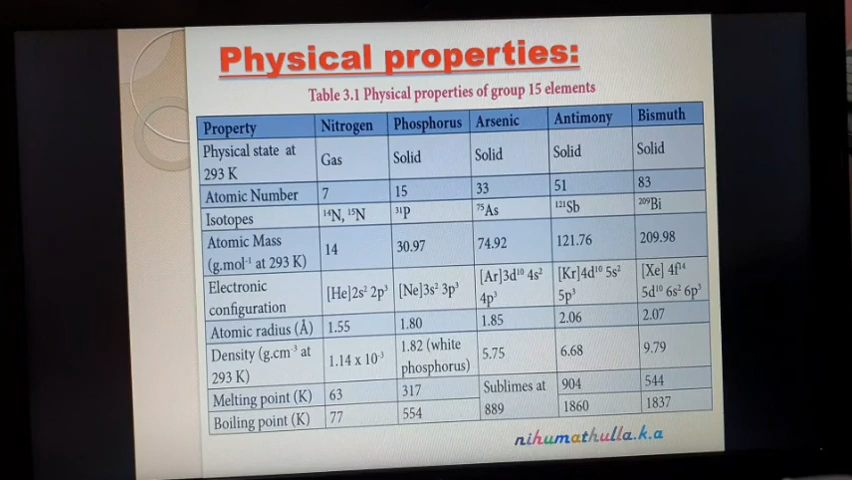 Physical properties:
Table 3.1 Physical properties of group 15 elements
Property Nitrogen Phosphorus Arsenic Antimony Bismuth
Physical state at 293 K Gas Solid Solid Solid Solid
Atomic Number 7 15 33 51 83
Isotopes ¹⁴N, ¹⁵N ³¹P ⁷⁵As ¹²¹Sb ²⁰⁹Bi
Atomic Mass (g.mol⁻¹ at 293 K) 14 30.97 74.92 121.76 209.98
Electronic configuration [He]2s² 2p³ [Ne]3s² 3p³ [Ar]3d¹⁰ 4s² 4p³ [Kr]4d¹⁰ 5s² 5p³ [Xe] 4f¹⁴ 5d¹⁰ 6s² 6p³
Atomic radius (Å) 1.55 1.80 1.85 2.06 2.07
Density (g.cm⁻³ at 293 K) 1.14 x 10⁻³ 1.82 (white phosphorus) 5.75 6.68 9.79
Melting point (K) 63 317 Sublimes at 889 904 544
Boiling point (K) 77 554 1860 1837
nihumathulla.k.a